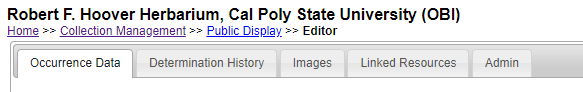 Robert F. Hoover Herbarium, Cal Poly State University (OBI)
Home >> Collection Management >> Public Display >> Editor
Occurrence Data Determination History Images Linked Resources Admin